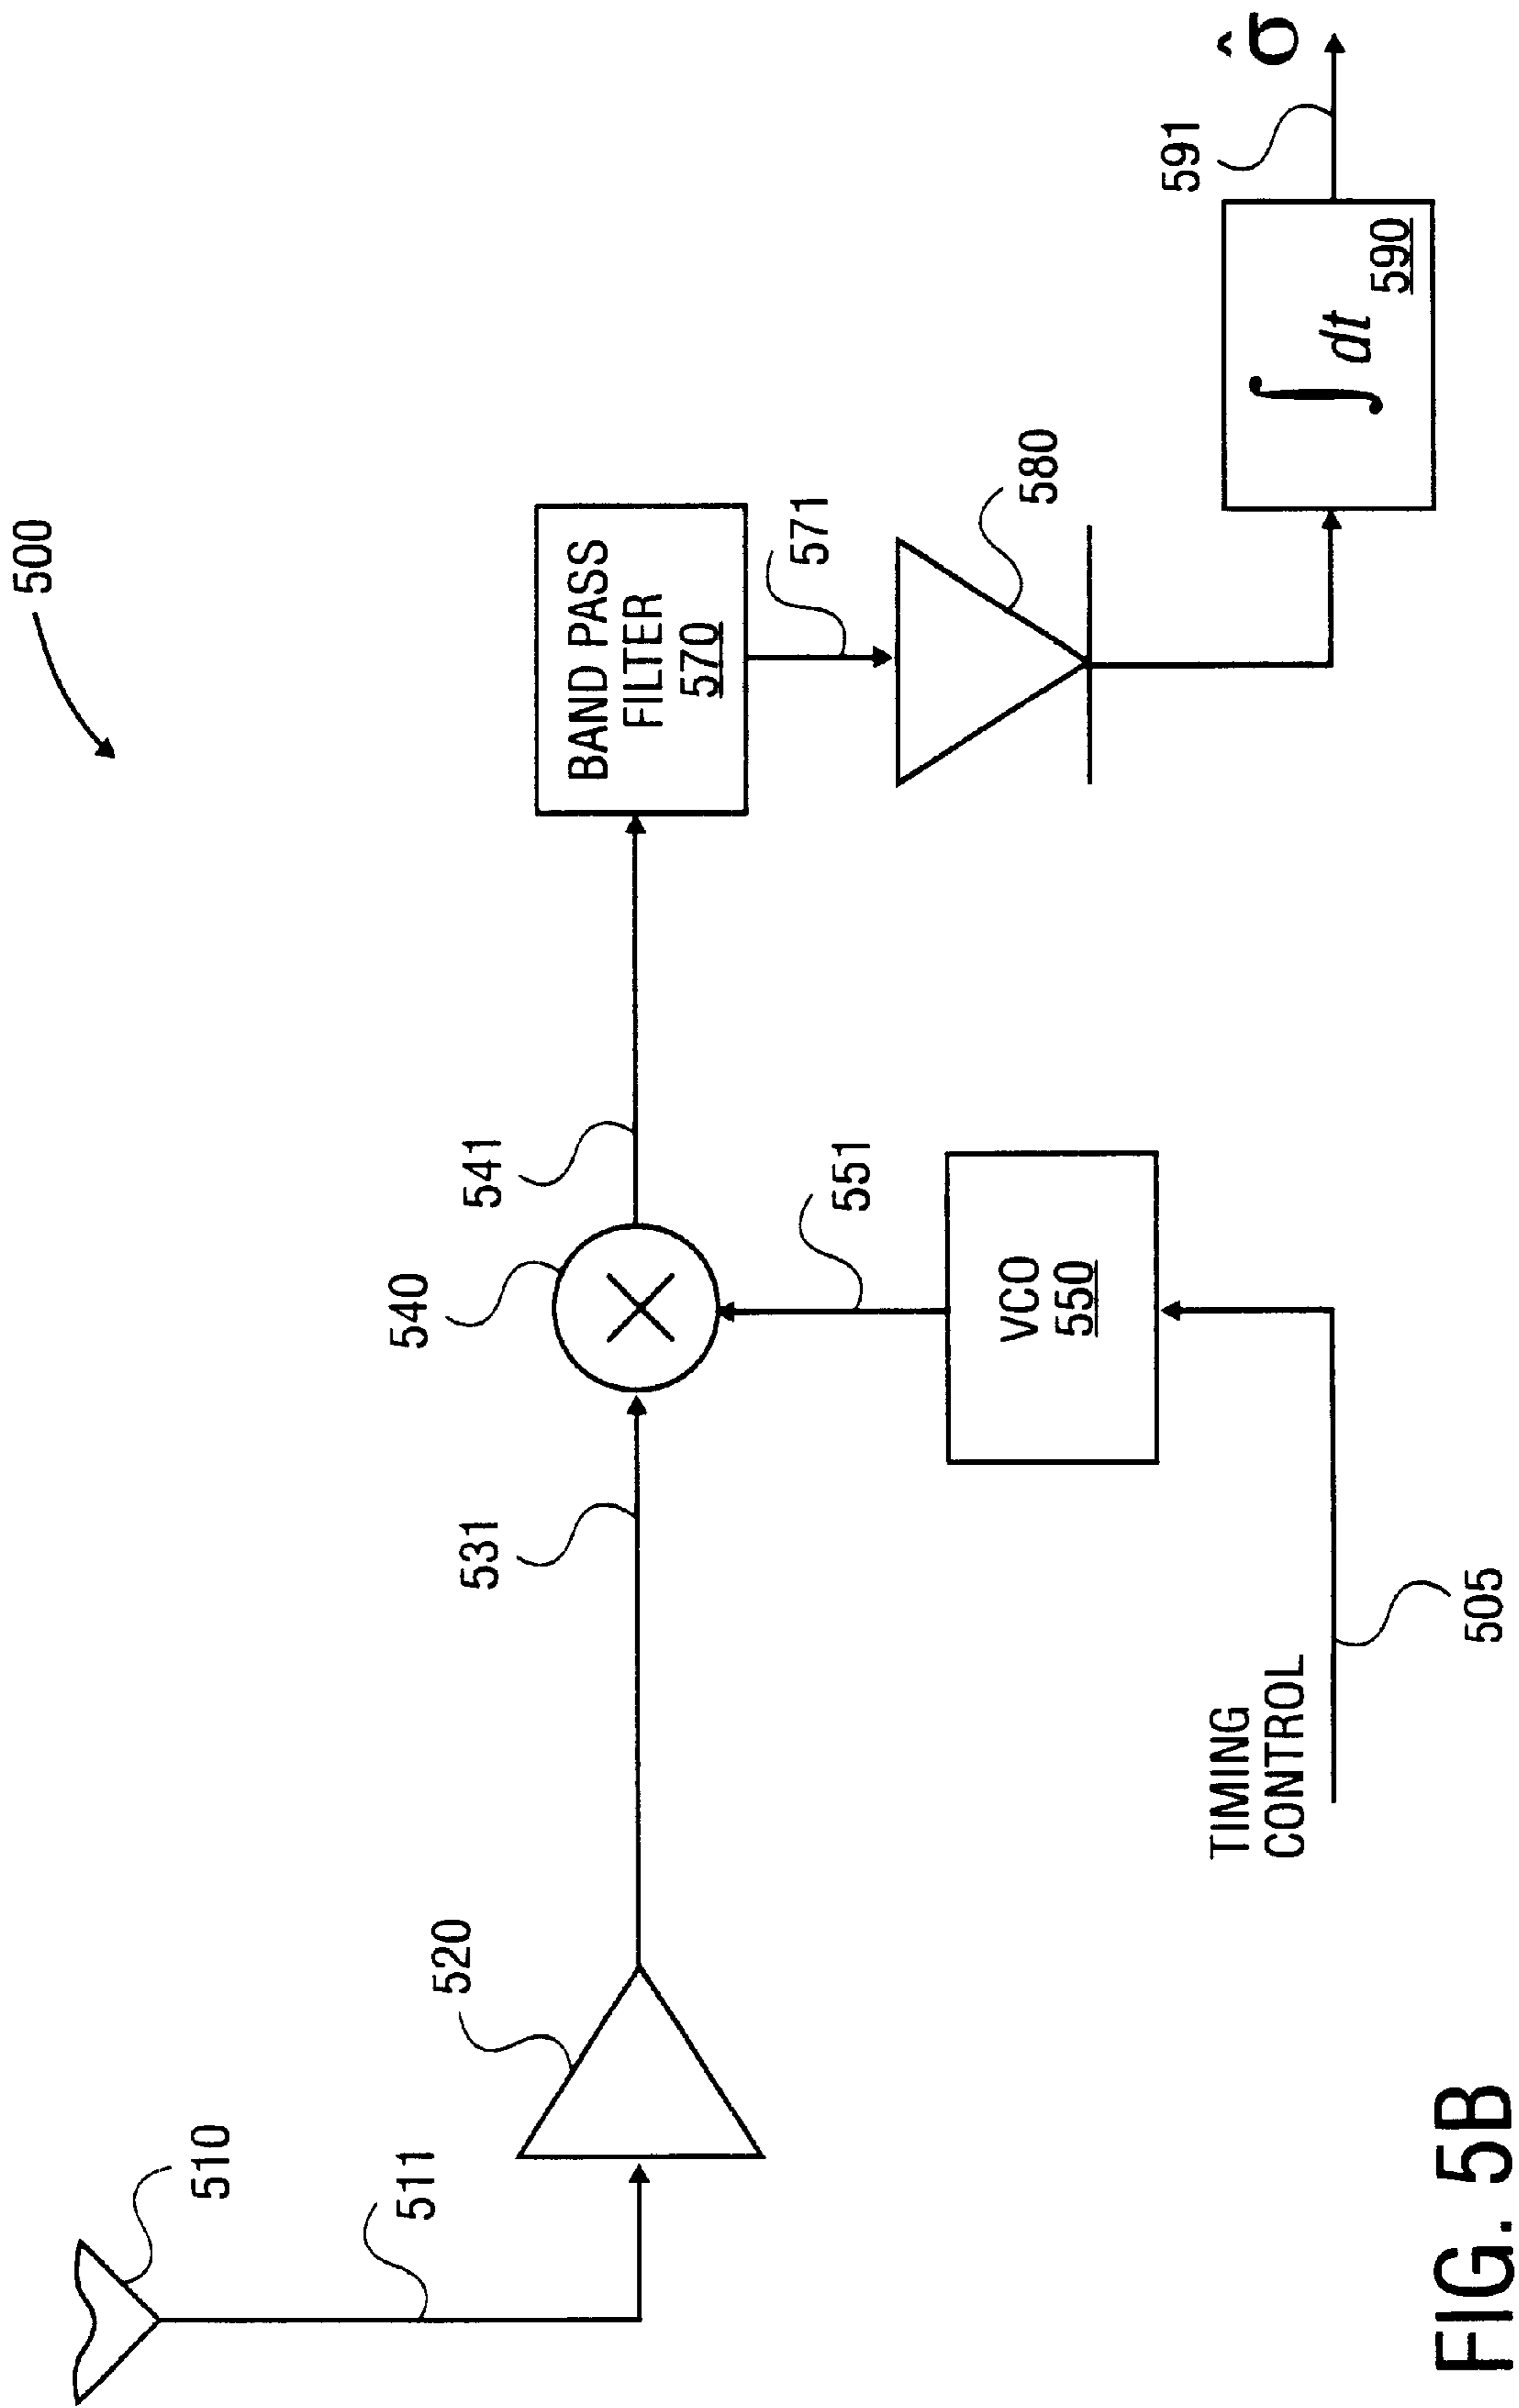 500
510
511
520
531
540
541
551
VCO
550
TIMING
CONTROL
505
BAND PASS
FILTER
570
571
580
∫ dt
590
591
σ̂
FIG. 5B